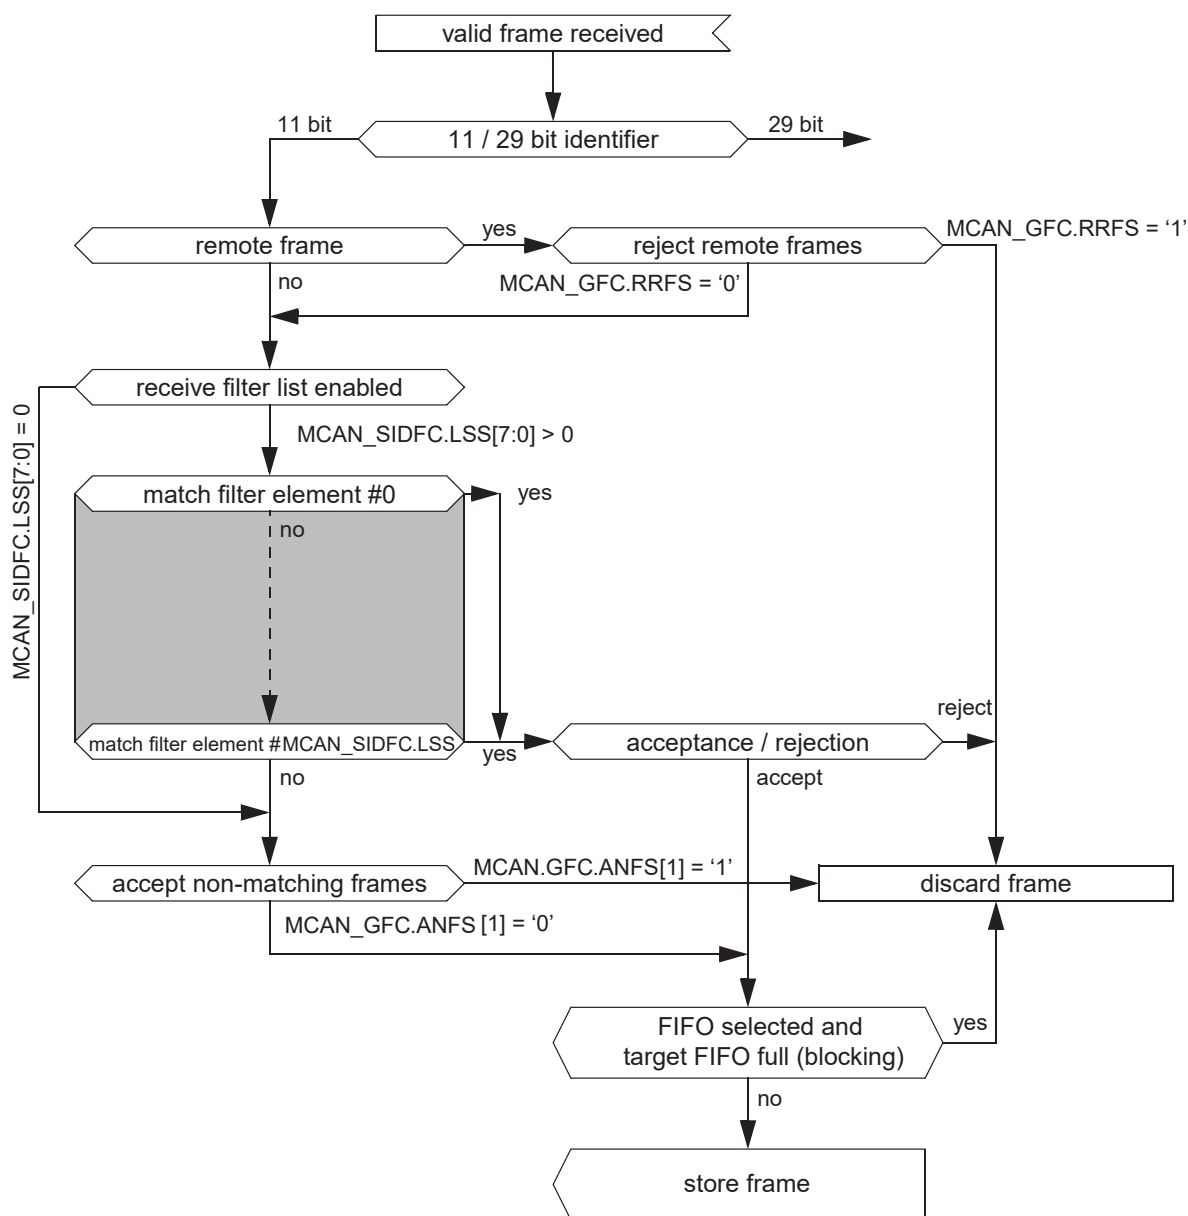 valid frame received
11 bit
11 / 29 bit identifier
29 bit
remote frame
yes
reject remote frames
MCAN_GFC.RRFS = ‘1’
no
MCAN_GFC.RRFS = ‘0’
receive filter list enabled
MCAN_SIDFC.LSS[7:0] = 0
MCAN_SIDFC.LSS[7:0] > 0
match filter element #0
yes
no
reject
match filter element #MCAN_SIDFC.LSS
yes
acceptance / rejection
no
accept
accept non-matching frames
MCAN.GFC.ANFS[1] = ‘1’
discard frame
MCAN_GFC.ANFS [1] = ‘0’
FIFO selected and
target FIFO full (blocking)
yes
no
store frame